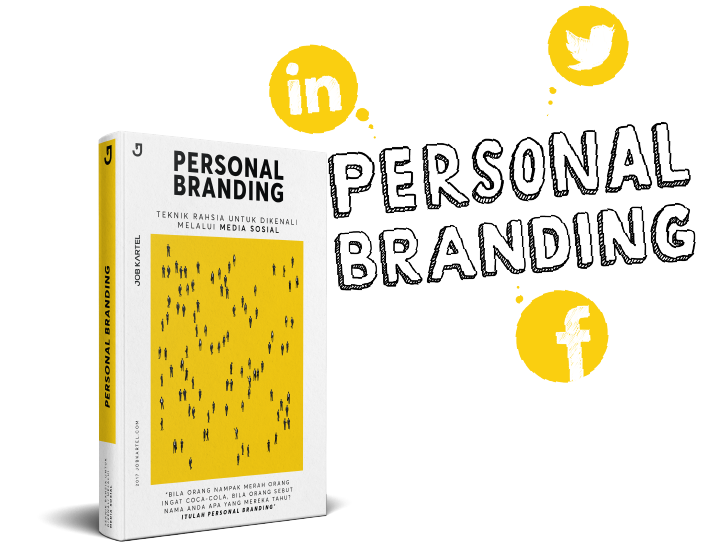 PERSONAL
BRANDING
TEKNIK RAHSIA UNTUK DIKENALI
MELALUI MEDIA SOSIAL
JOB KARTEL
2017 JOBKARTEL.COM
"BILA ORANG NAMPAK MERAH ORANG
INGAT COCA-COLA, BILA ORANG SEBUT
NAMA ANDA APA YANG MEREKA TAHU?
ITULAH PERSONAL BRANDING"
PERSONAL BRANDING
in
PERSONAL
BRANDING
f